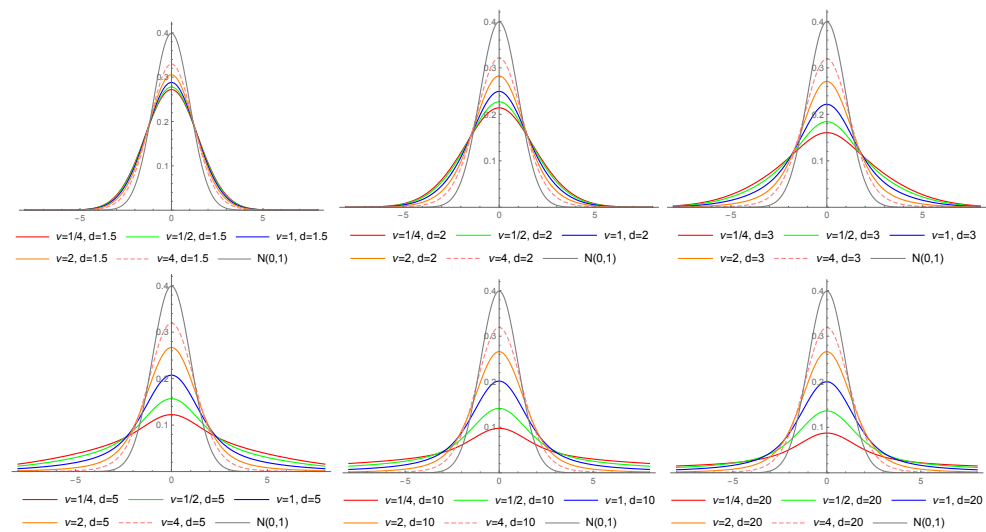 0.4
0.3
0.2
0.1
−5 0 5
ν=1/4, d=1.5 ν=1/2, d=1.5 ν=1, d=1.5
ν=2, d=1.5 ν=4, d=1.5 N(0,1)
0.4
0.3
0.2
0.1
−5 0 5
ν=1/4, d=2 ν=1/2, d=2 ν=1, d=2
ν=2, d=2 ν=4, d=2 N(0,1)
0.4
0.3
0.2
0.1
−5 0 5
ν=1/4, d=3 ν=1/2, d=3 ν=1, d=3
ν=2, d=3 ν=4, d=3 N(0,1)
0.4
0.3
0.2
0.1
−5 0 5
ν=1/4, d=5 ν=1/2, d=5 ν=1, d=5
ν=2, d=5 ν=4, d=5 N(0,1)
0.4
0.3
0.2
0.1
−5 0 5
ν=1/4, d=10 ν=1/2, d=10 ν=1, d=10
ν=2, d=10 ν=4, d=10 N(0,1)
0.4
0.3
0.2
0.1
−5 0 5
ν=1/4, d=20 ν=1/2, d=20 ν=1, d=20
ν=2, d=20 ν=4, d=20 N(0,1)